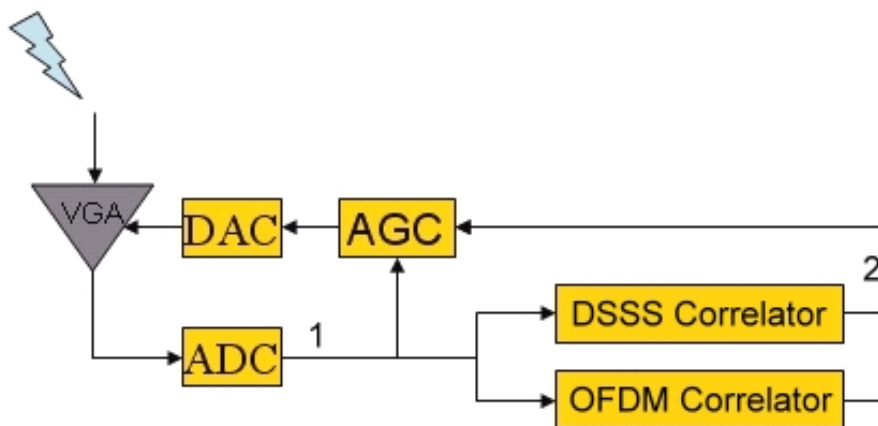 VGA
DAC
AGC
2
DSSS Correlator
1
ADC
OFDM Correlator